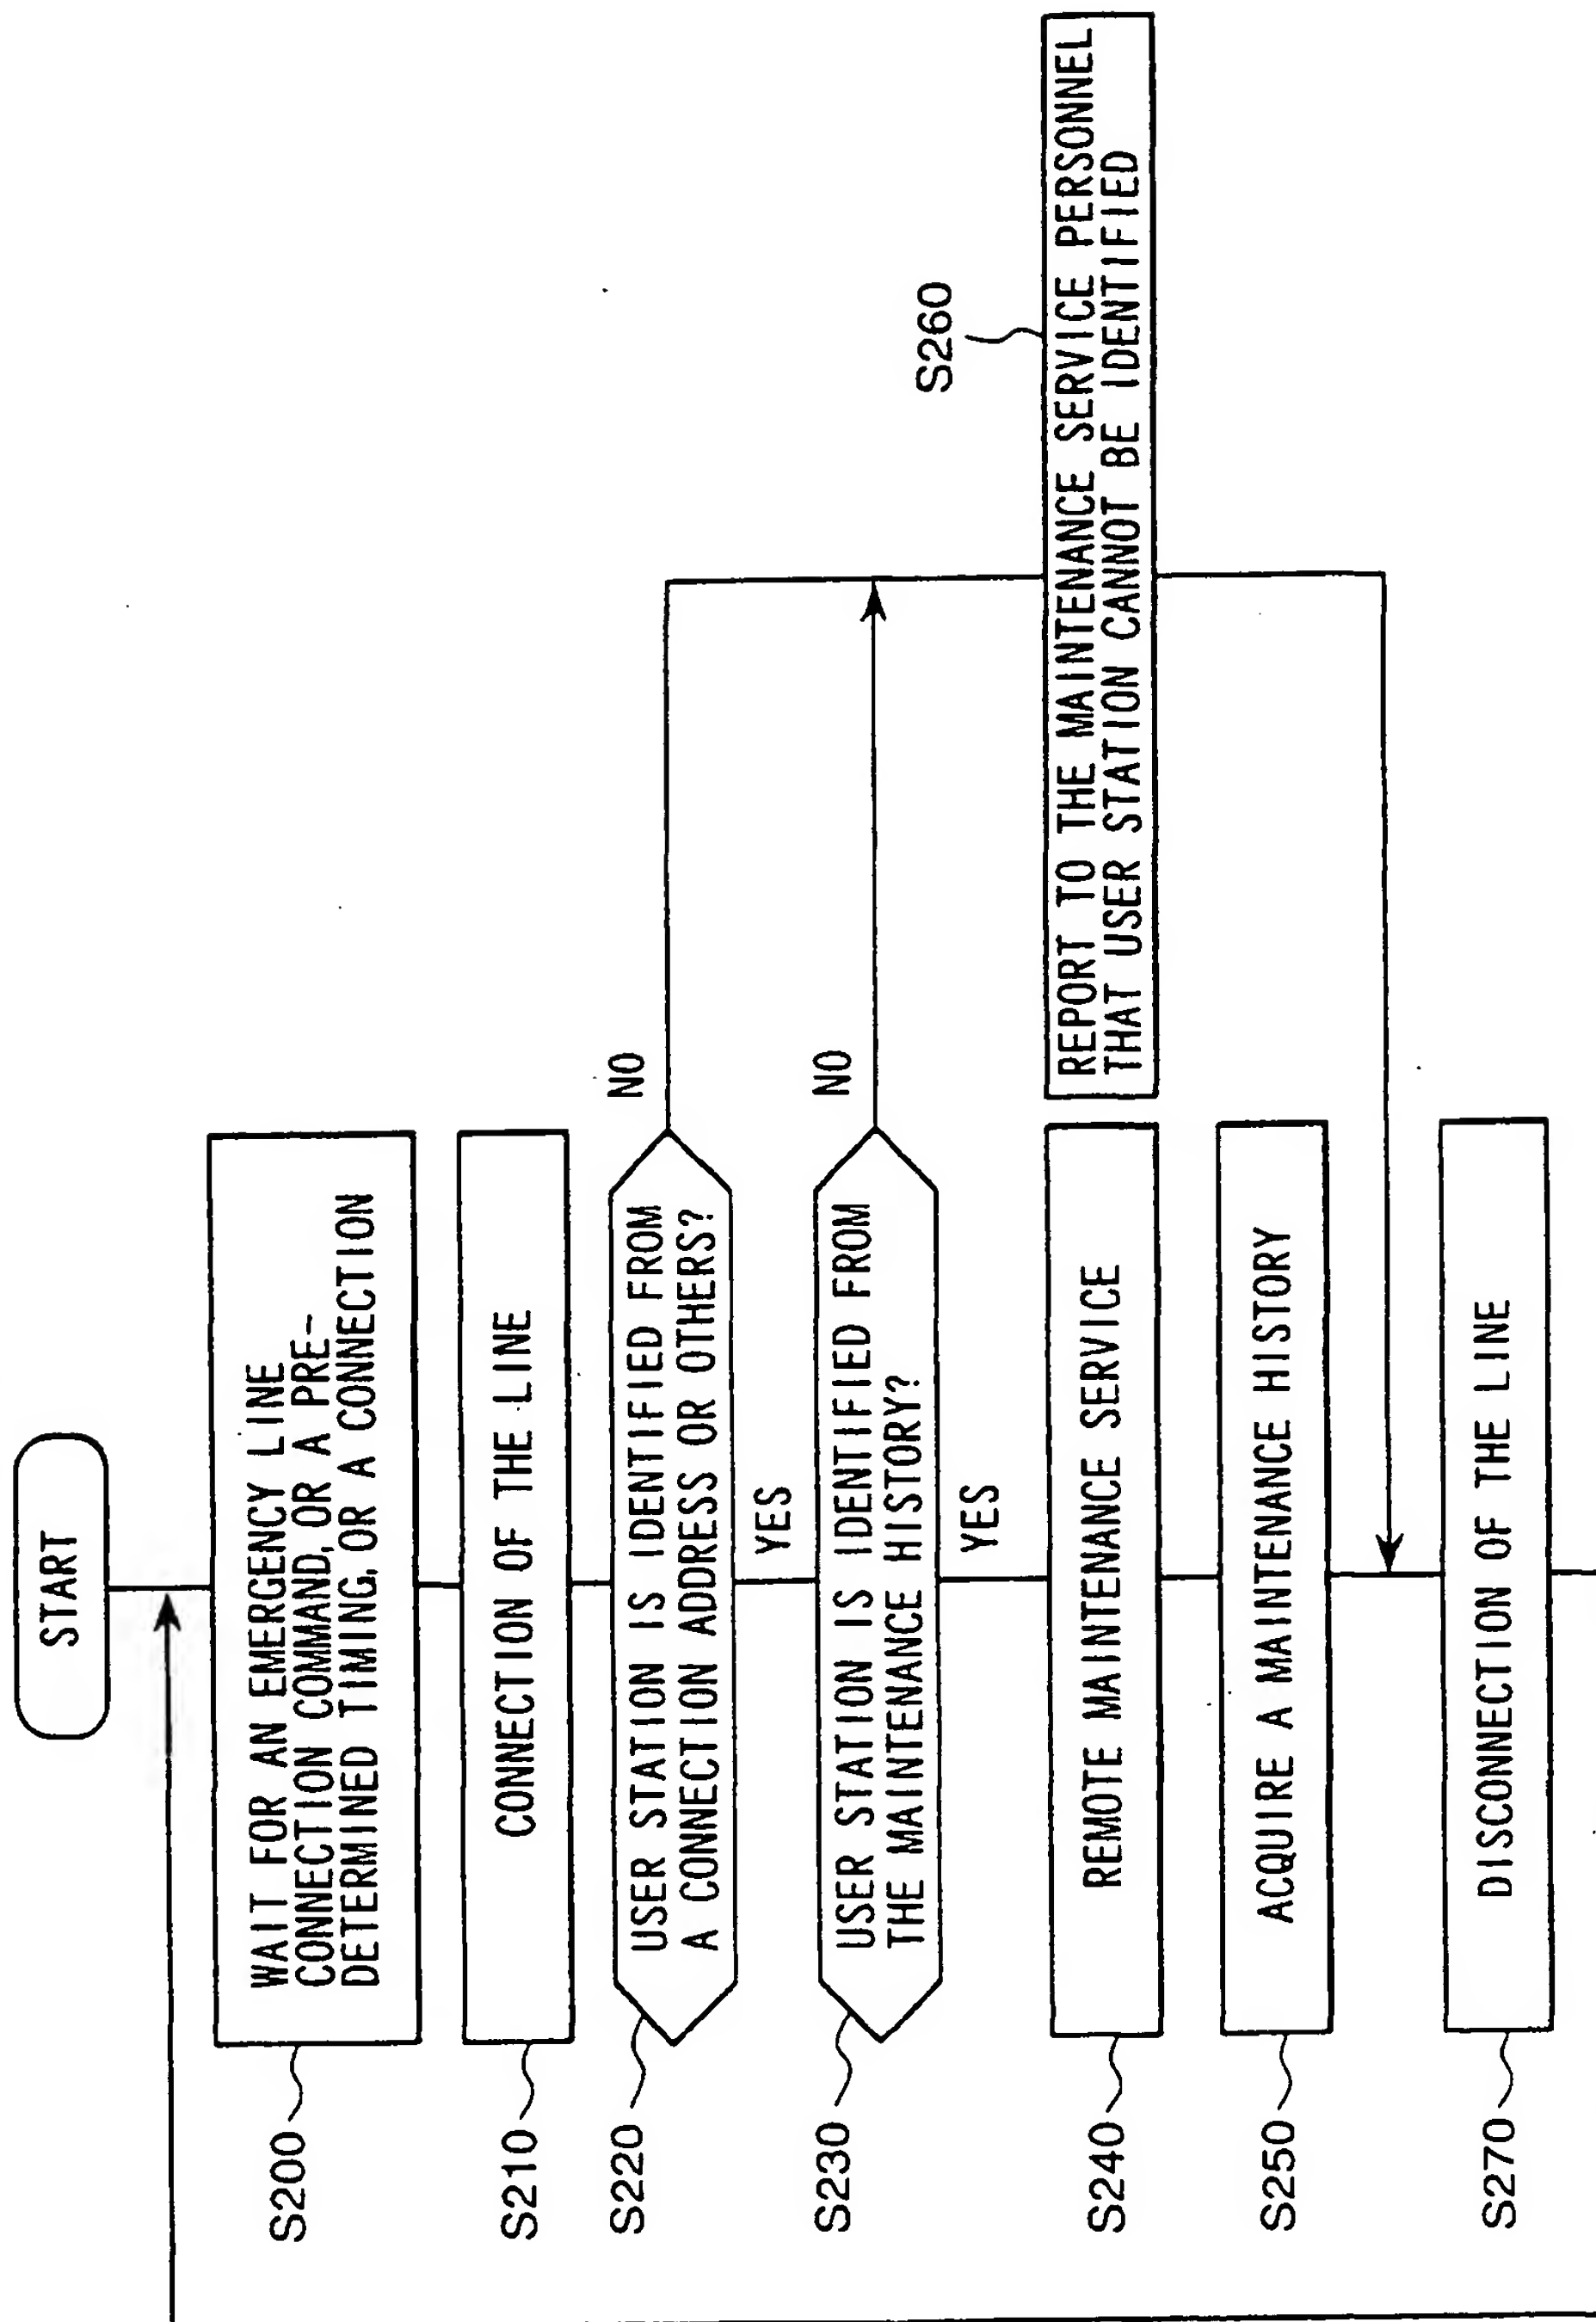 START
WAIT FOR AN EMERGENCY LINE
CONNECTION COMMAND, OR A PRE-
DETERMINED TIMING, OR A CONNECTION
S200
CONNECTION OF THE LINE
S210
USER STATION IS IDENTIFIED FROM
A CONNECTION ADDRESS OR OTHERS?
S220
NO
YES
USER STATION IS IDENTIFIED FROM
THE MAINTENANCE HISTORY?
S230
NO
YES
REMOTE MAINTENANCE SERVICE
S240
REPORT TO THE MAINTENANCE SERVICE PERSONNEL
THAT USER STATION CANNOT BE IDENTIFIED
S260
ACQUIRE A MAINTENANCE HISTORY
S250
DISCONNECTION OF THE LINE
S270